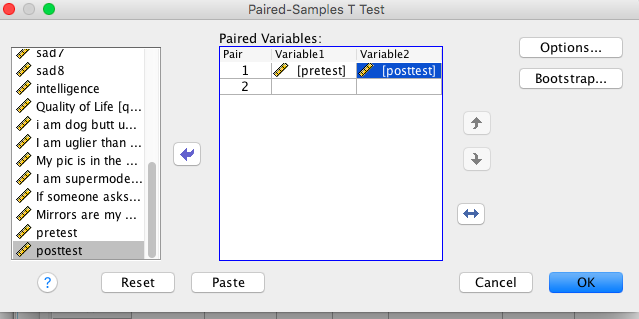 Paired-Samples T Test
sad7
sad8
intelligence
Quality of Life [q...
i am dog butt u...
I am uglier than ...
My pic is in the ...
I am supermode...
If someone asks...
Mirrors are my ...
pretest
posttest
Paired Variables:
Pair Variable1 Variable2
1 [pretest] [posttest]
2
Options...
Bootstrap...
? Reset Paste Cancel OK